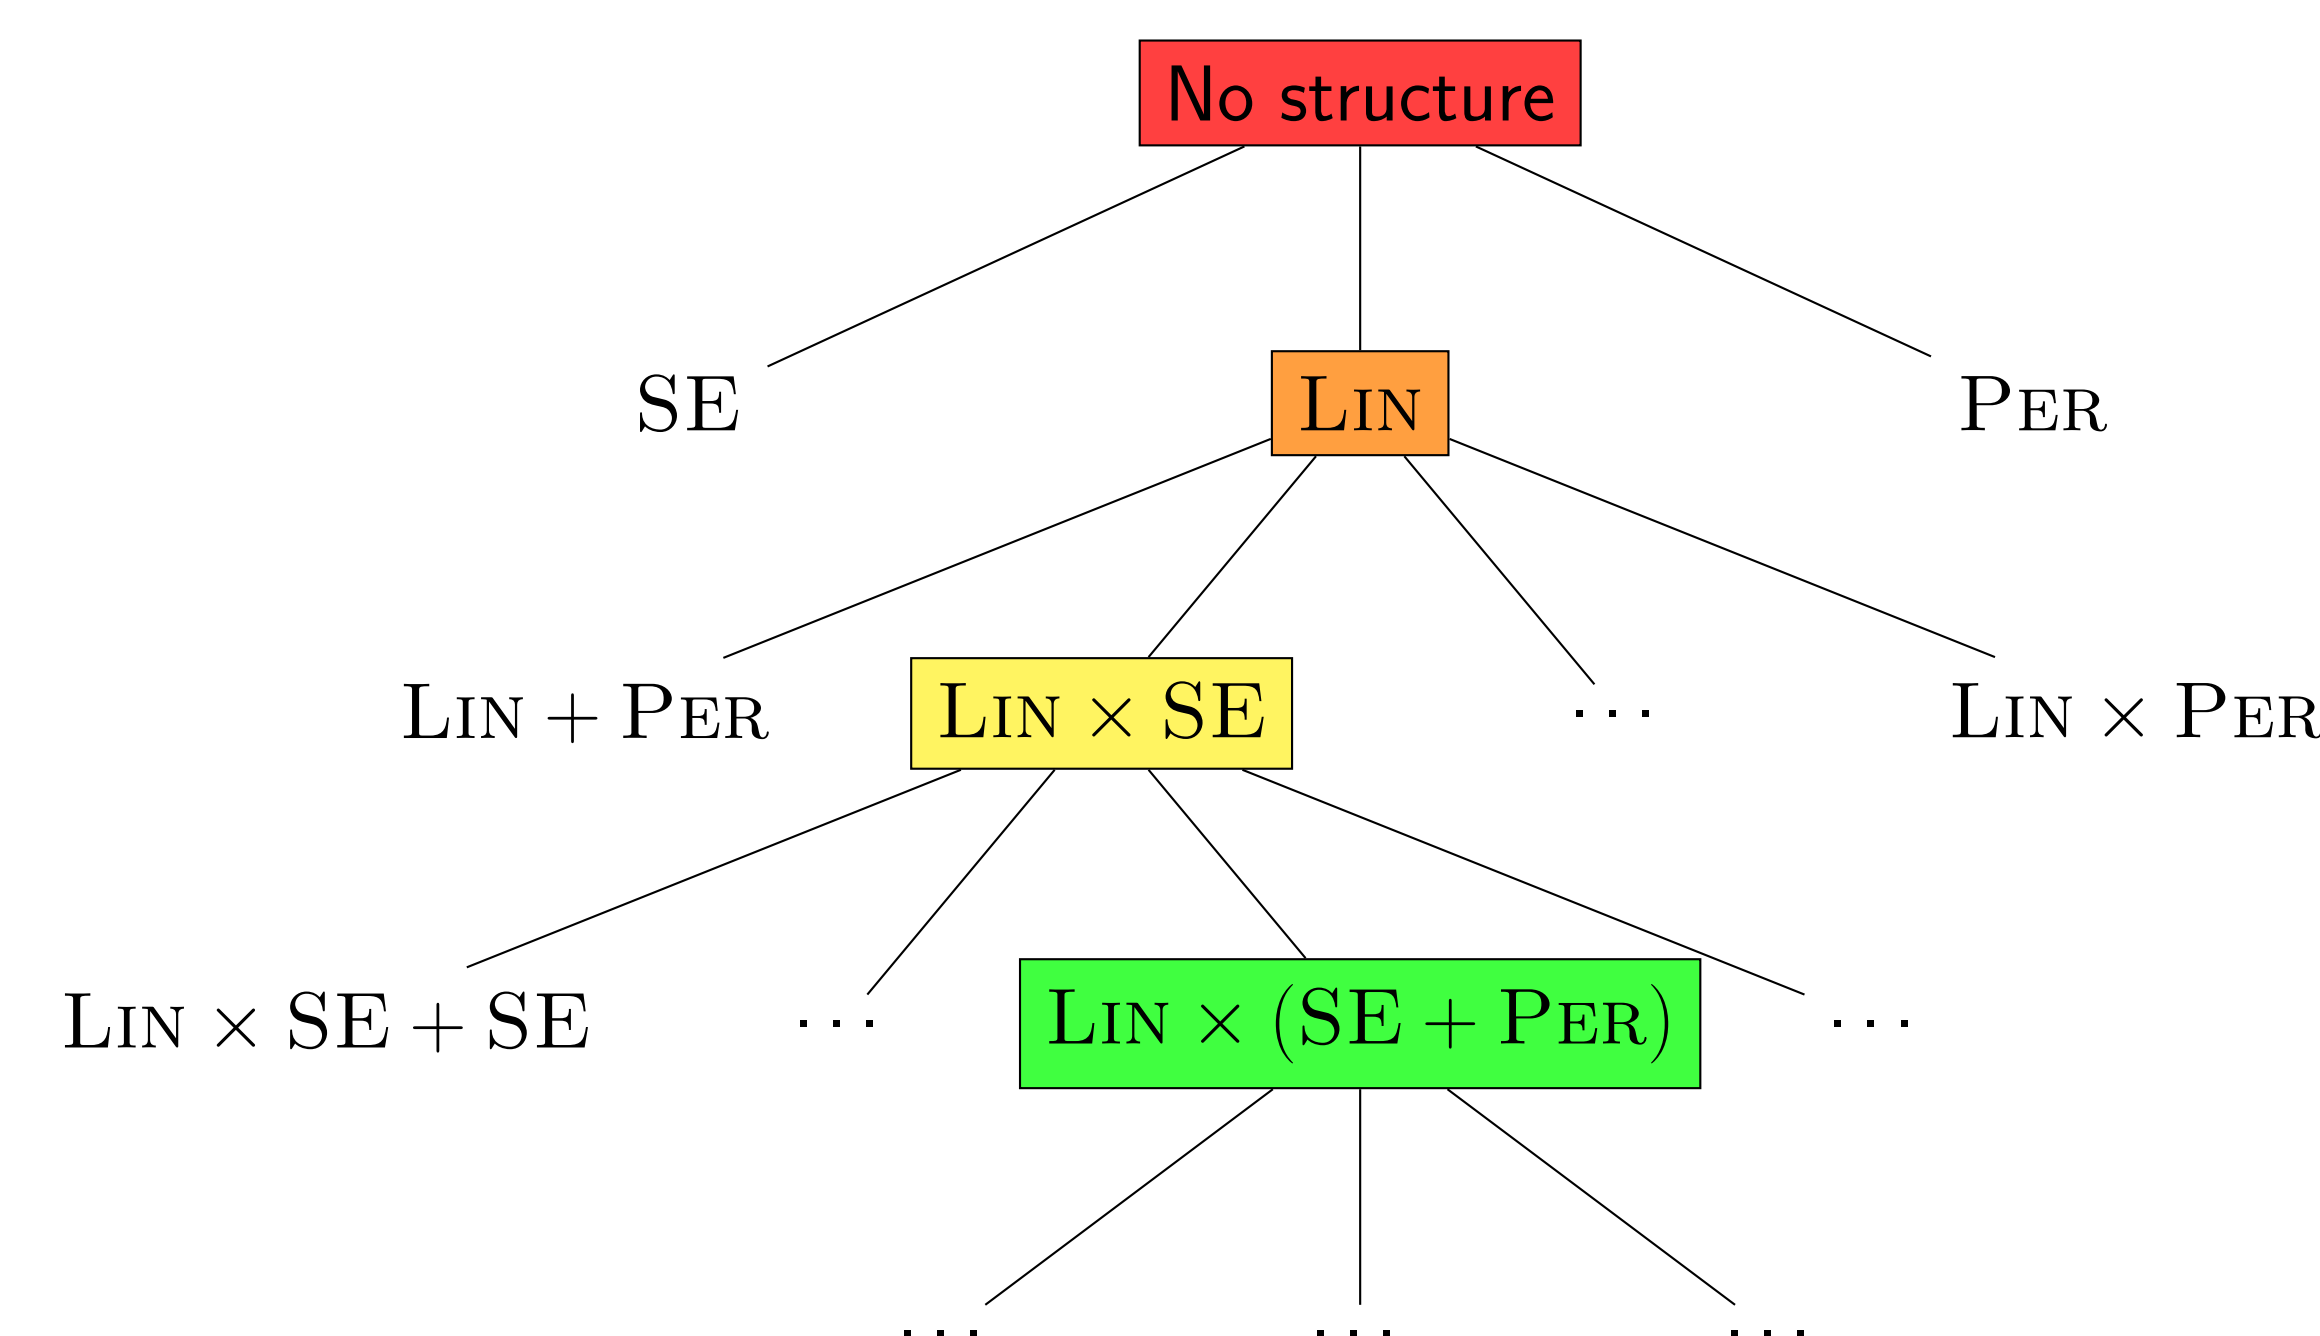 No structure
SE Lin Per
Lin + Per Lin × SE ... Lin × Per
Lin × SE + SE ... Lin × (SE + Per) ...
... ... ...